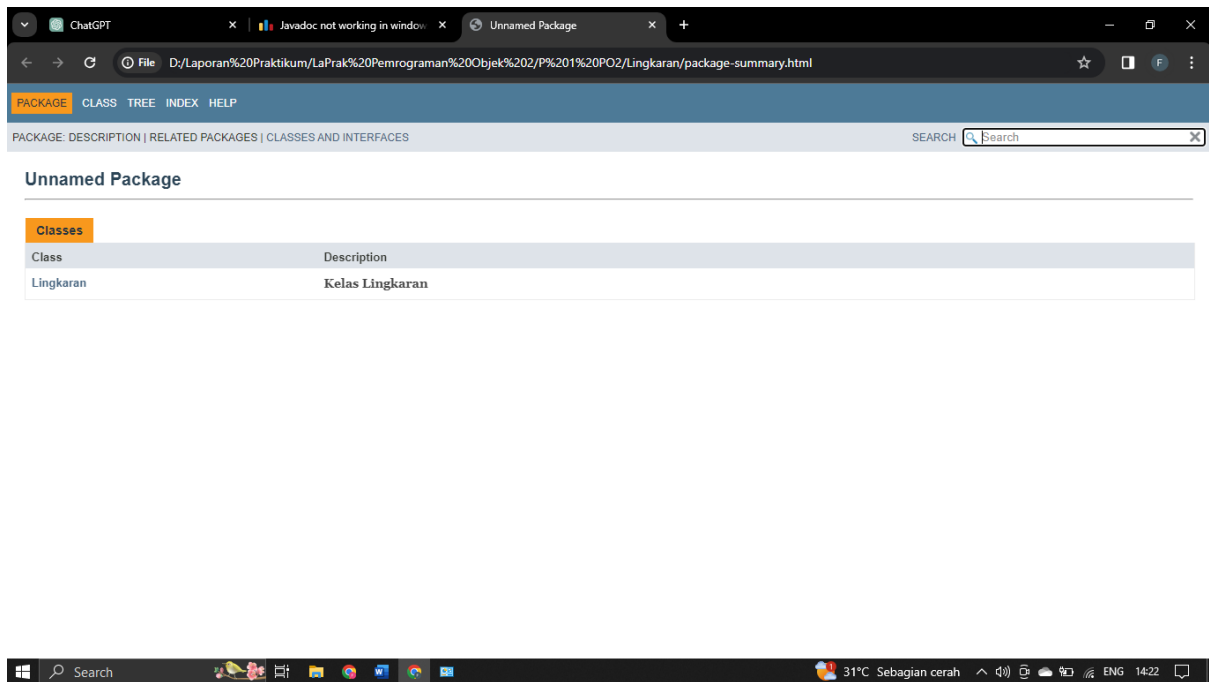 ChatGPT
Javadoc not working in window
Unnamed Package
File D:/Laporan%20Praktikum/LaPrak%20Pemrograman%20Objek%202/P%201%20PO2/Lingkaran/package-summary.html
F
PACKAGE CLASS TREE INDEX HELP
PACKAGE: DESCRIPTION | RELATED PACKAGES | CLASSES AND INTERFACES
SEARCH Search
Unnamed Package
Classes
Class Description
Lingkaran Kelas Lingkaran
Search 31°C Sebagian cerah ENG 14:22